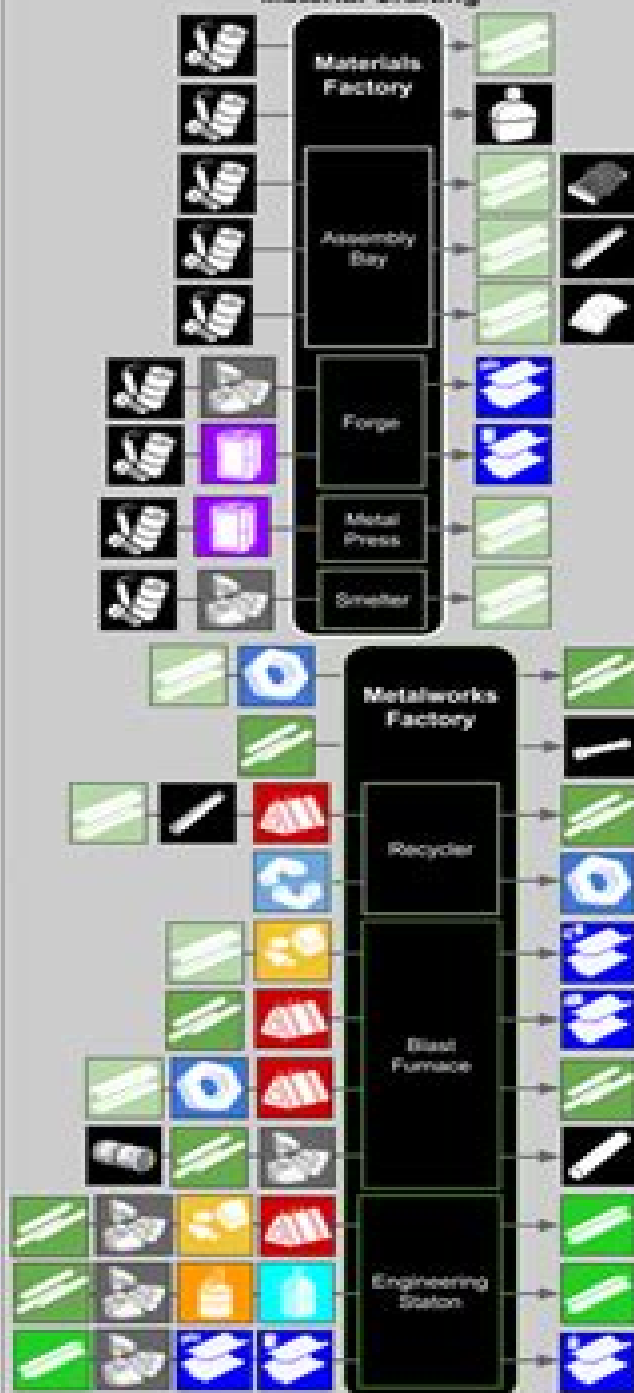 Materials
Factory
Assembly
Bay
Forge
Metal
Press
Smelter
Metalworks
Factory
Recycler
Blast
Furnace
Engineering
Station